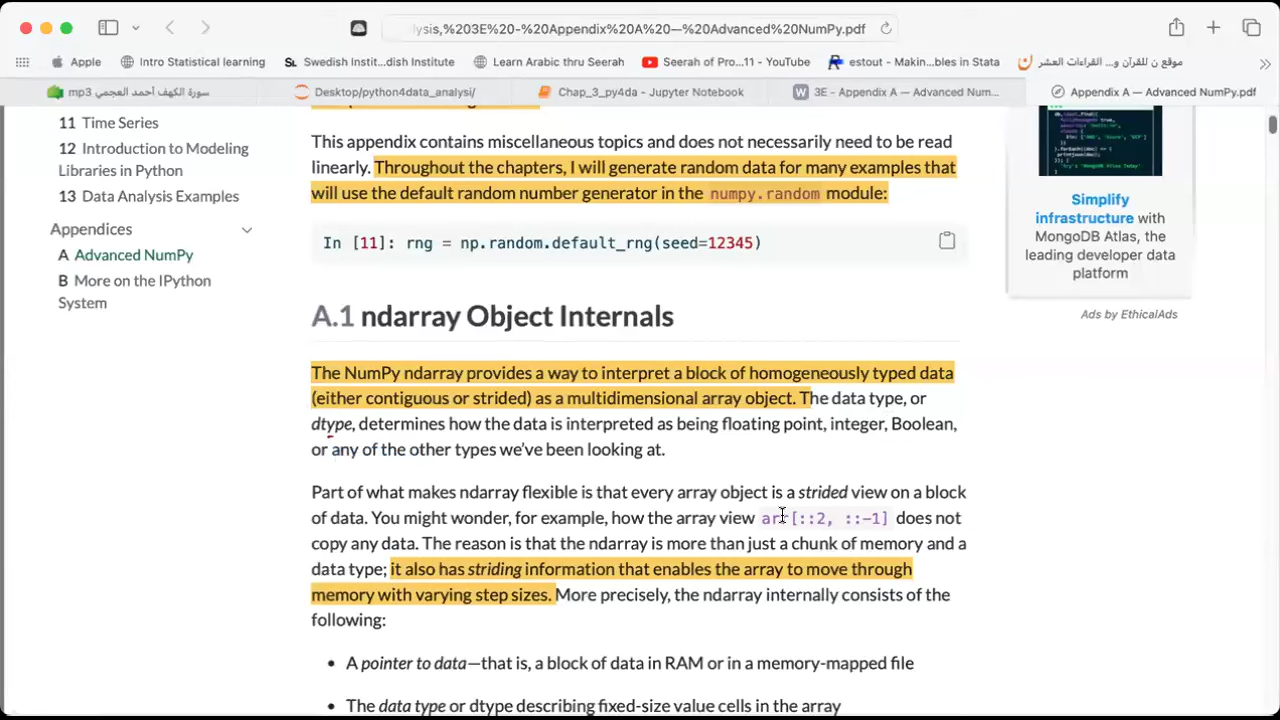 lysis,%203E%20-%20Appendix%20A%20—%20Advanced%20NumPy.pdf
Apple
Intro Statistical learning
SL Swedish Instit...dish Institute
Learn Arabic thru Seerah
Seerah of Pro...11 - YouTube
estout - Makin...bles in Stata
موقع ن للقرآن و... القراءات العشر
سورة الكهف أحمد العجمي mp3
Desktop/python4data_analysi/
Chap_3_py4da - Jupyter Notebook
W 3E - Appendix A — Advanced Num...
Appendix A — Advanced NumPy.pdf
11 Time Series
12 Introduction to Modeling
Libraries in Python
13 Data Analysis Examples
Appendices
A Advanced NumPy
B More on the IPython
System
This appendix contains miscellaneous topics and does not necessarily need to be read
linearly. Throughout the chapters, I will generate random data for many examples that
will use the default random number generator in the numpy.random module:
In [11]: rng = np.random.default_rng(seed=12345)
A.1 ndarray Object Internals
The NumPy ndarray provides a way to interpret a block of homogeneously typed data
(either contiguous or strided) as a multidimensional array object. The data type, or
dtype, determines how the data is interpreted as being floating point, integer, Boolean,
or any of the other types we’ve been looking at.
Part of what makes ndarray flexible is that every array object is a strided view on a block
of data. You might wonder, for example, how the array view arr[::2, ::-1] does not
copy any data. The reason is that the ndarray is more than just a chunk of memory and a
data type; it also has striding information that enables the array to move through
memory with varying step sizes. More precisely, the ndarray internally consists of the
following:
• A pointer to data—that is, a block of data in RAM or in a memory-mapped file
• The data type or dtype describing fixed-size value cells in the array
Simplify
infrastructure with
MongoDB Atlas, the
leading developer data
platform
Ads by EthicalAds